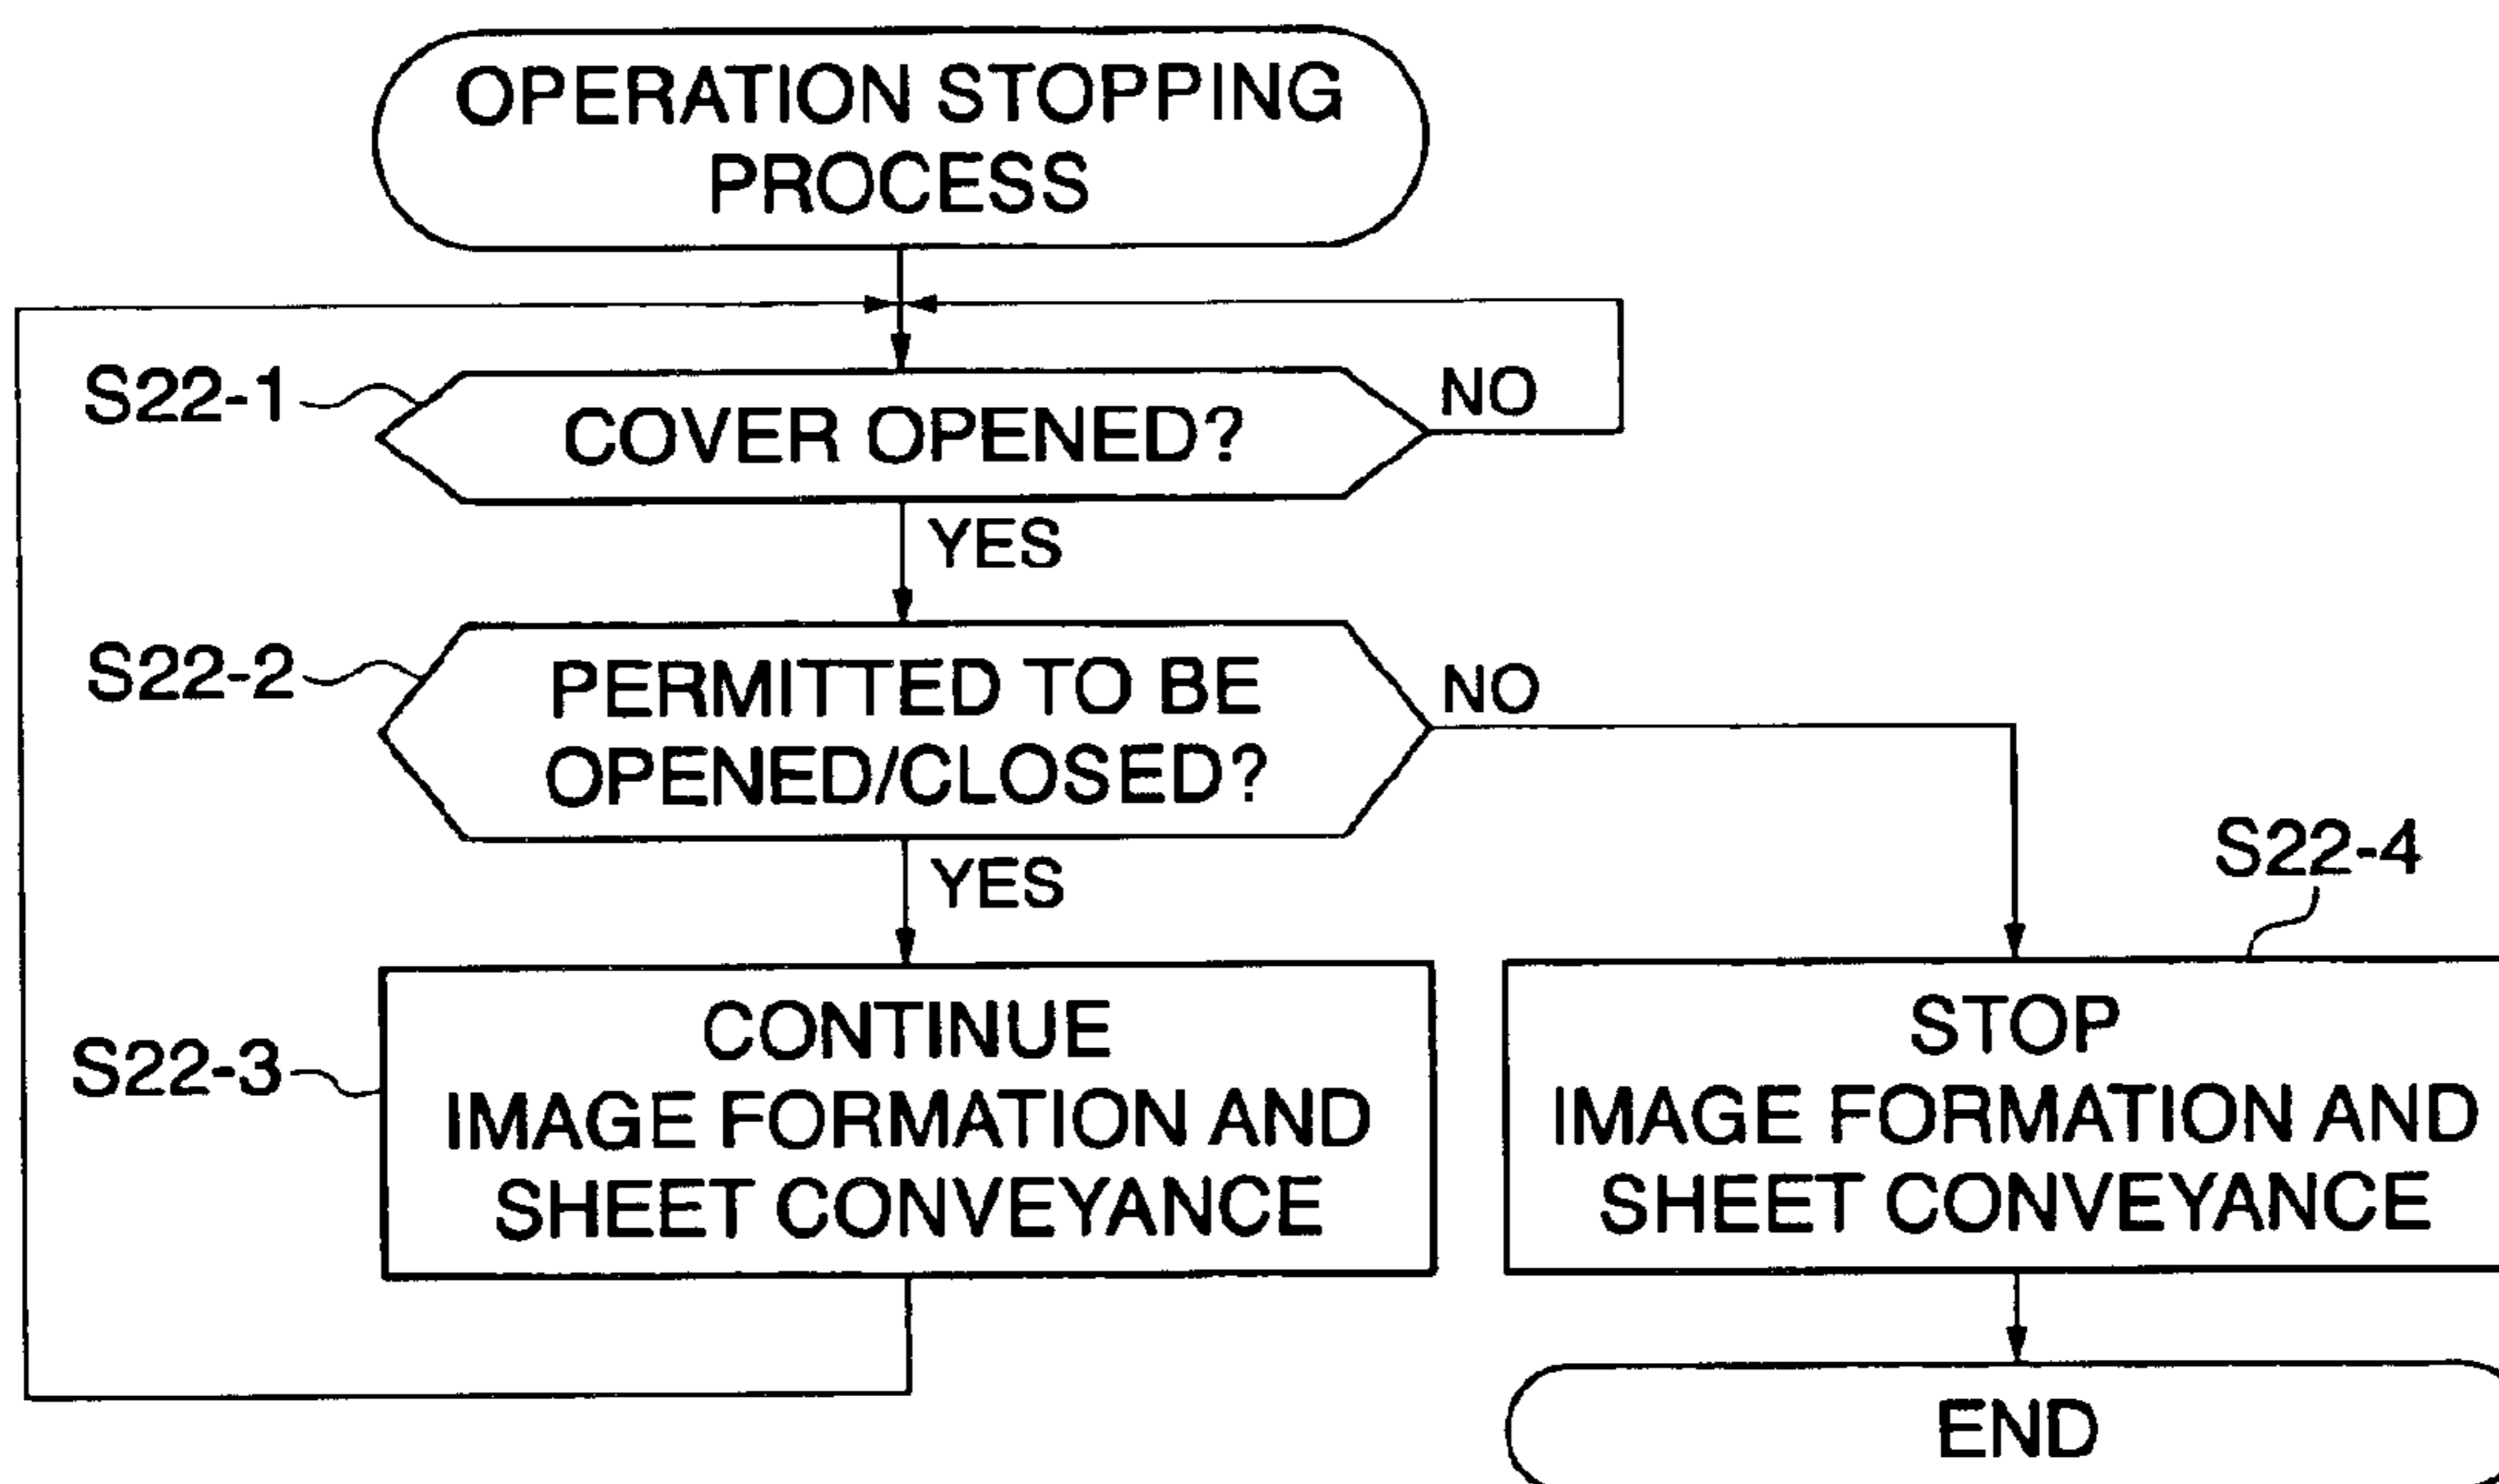 OPERATION STOPPING
PROCESS
S22-1
COVER OPENED?
NO
YES
S22-2
PERMITTED TO BE
OPENED/CLOSED?
NO
YES
S22-3
CONTINUE
IMAGE FORMATION AND
SHEET CONVEYANCE
S22-4
STOP
IMAGE FORMATION AND
SHEET CONVEYANCE
END